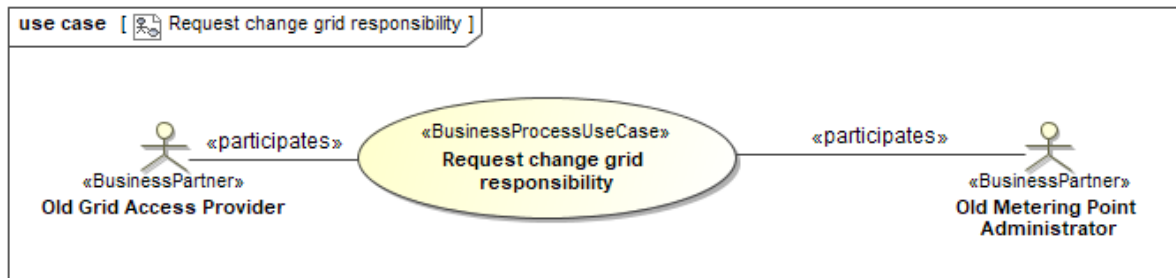 use case [ Request change grid responsibility ]
«participates»
«BusinessPartner»
Old Grid Access Provider
«BusinessProcessUseCase»
Request change grid
responsibility
«participates»
«BusinessPartner»
Old Metering Point
Administrator